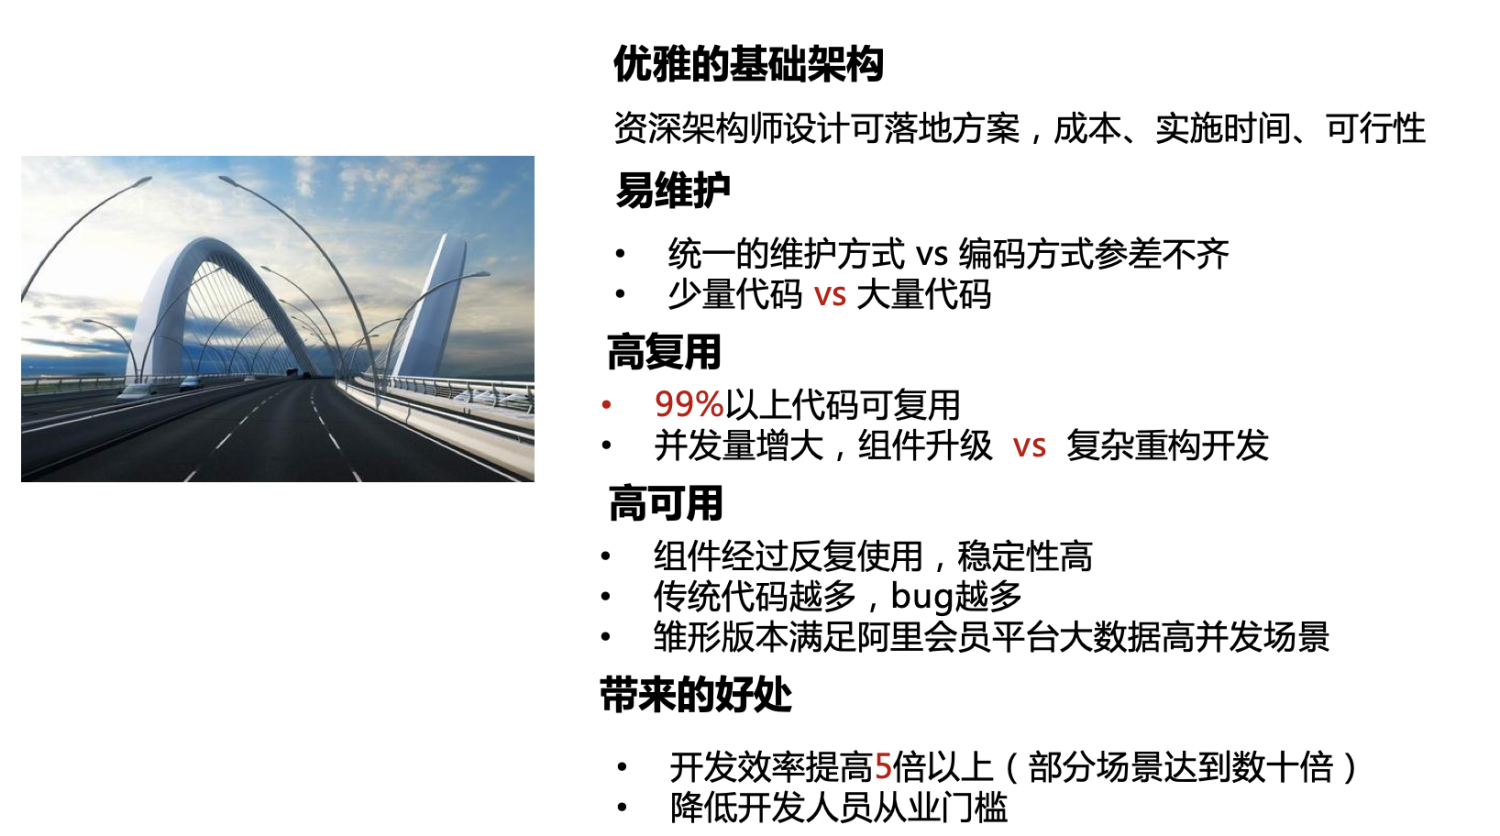 优雅的基础架构
资深架构师设计可落地方案，成本、实施时间、可行性
易维护
• 统一的维护方式 vs 编码方式参差不齐
• 少量代码 vs 大量代码
高复用
• 99%以上代码可复用
• 并发量增大，组件升级 vs 复杂重构开发
高可用
• 组件经过反复使用，稳定性高
• 传统代码越多，bug越多
• 雏形版本满足阿里会员平台大数据高并发场景
带来的好处
• 开发效率提高5倍以上（部分场景达到数十倍）
• 降低开发人员从业门槛